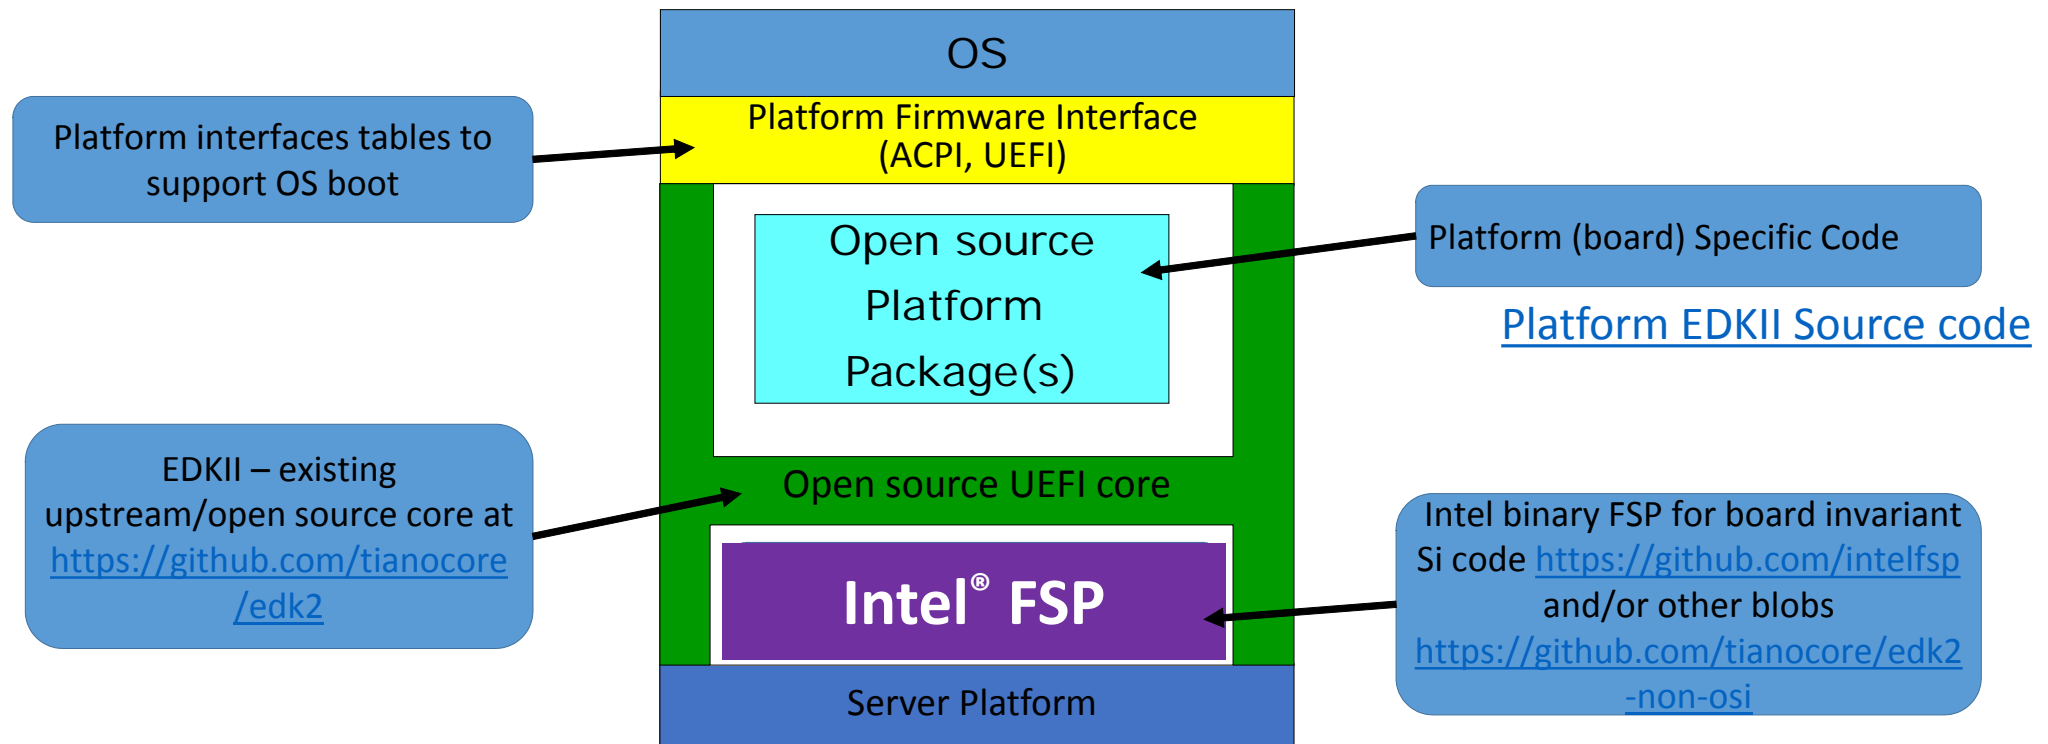 OS
Platform Firmware Interface
(ACPI, UEFI)
Platform interfaces tables to
support OS boot
Open source
Platform
Package(s)
Platform (board) Specific Code
Platform EDKII Source code
EDKII – existing
upstream/open source core at
https://github.com/tianocore
/edk2
Open source UEFI core
Intel® FSP
Intel binary FSP for board invariant
Si code https://github.com/intelfsp
and/or other blobs
https://github.com/tianocore/edk2
-non-osi
Server Platform